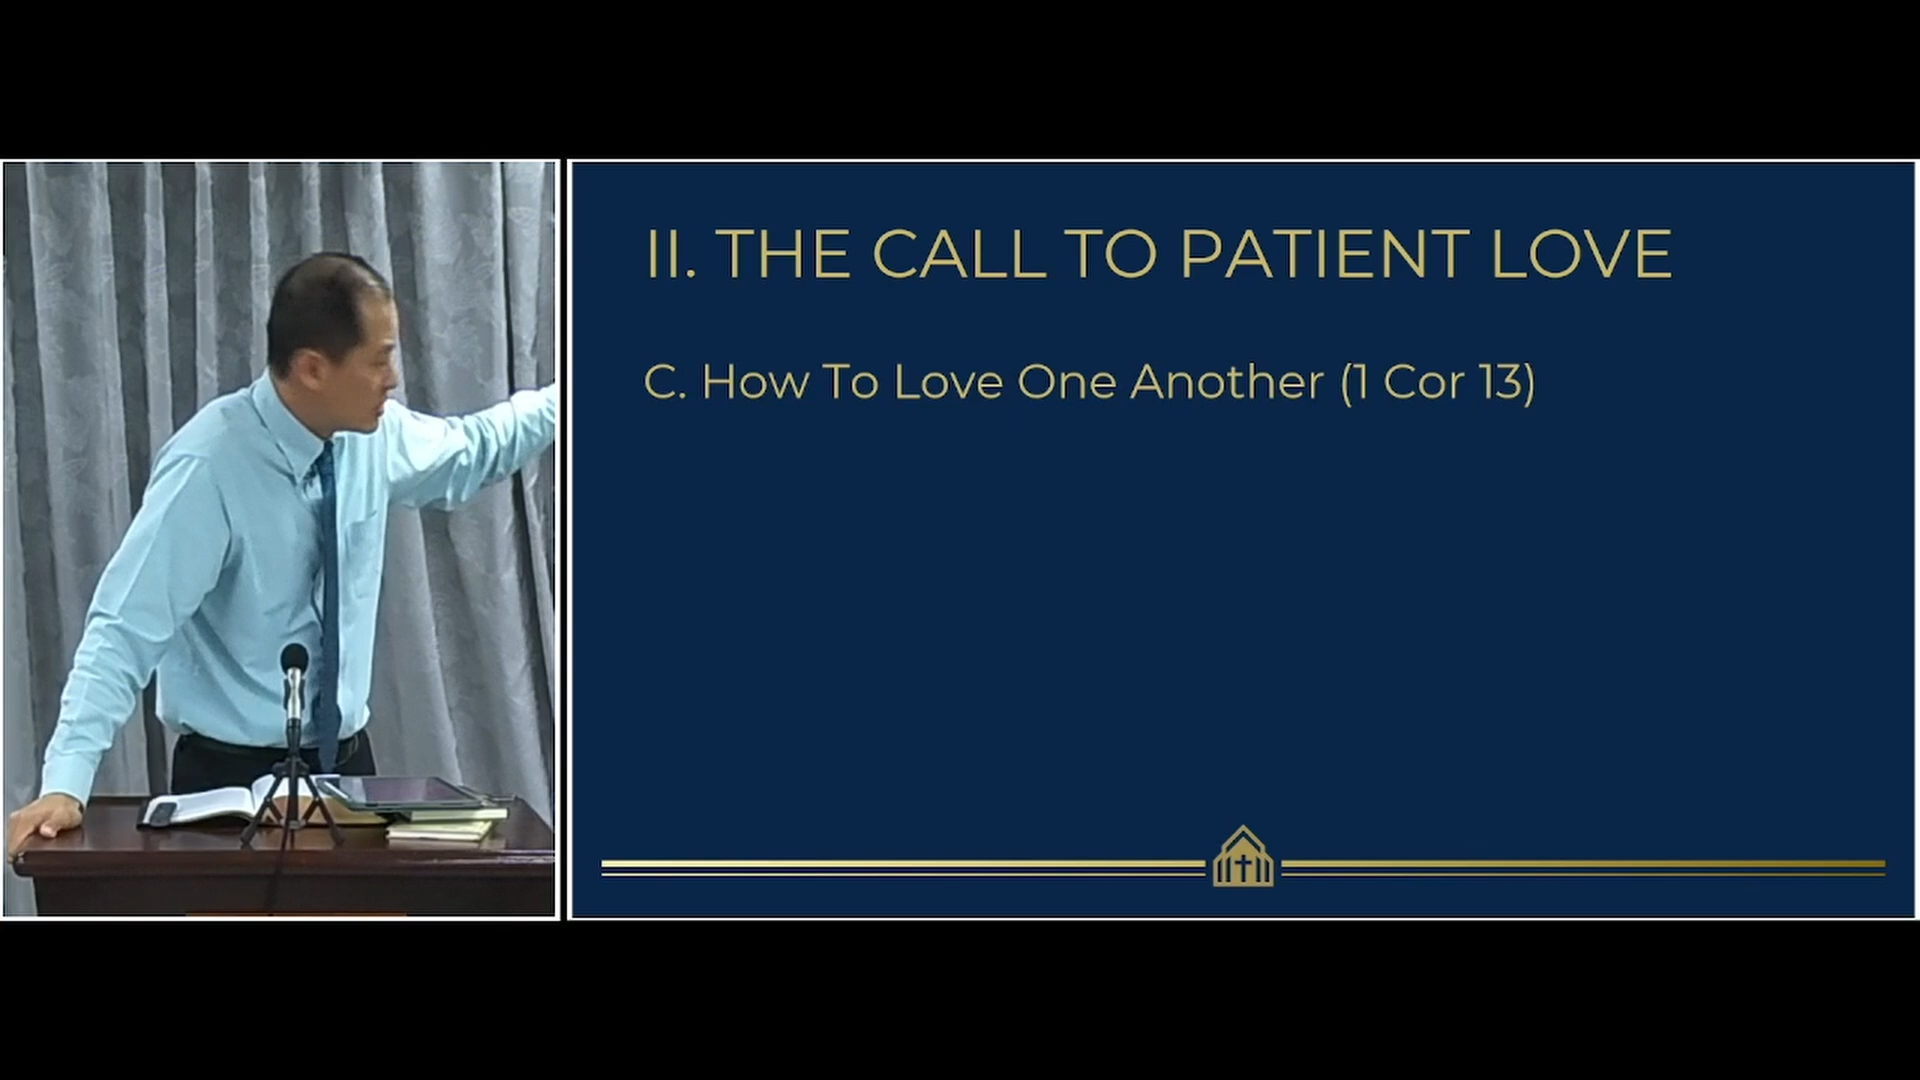 II. THE CALL TO PATIENT LOVE
C. How To Love One Another (1 Cor 13)